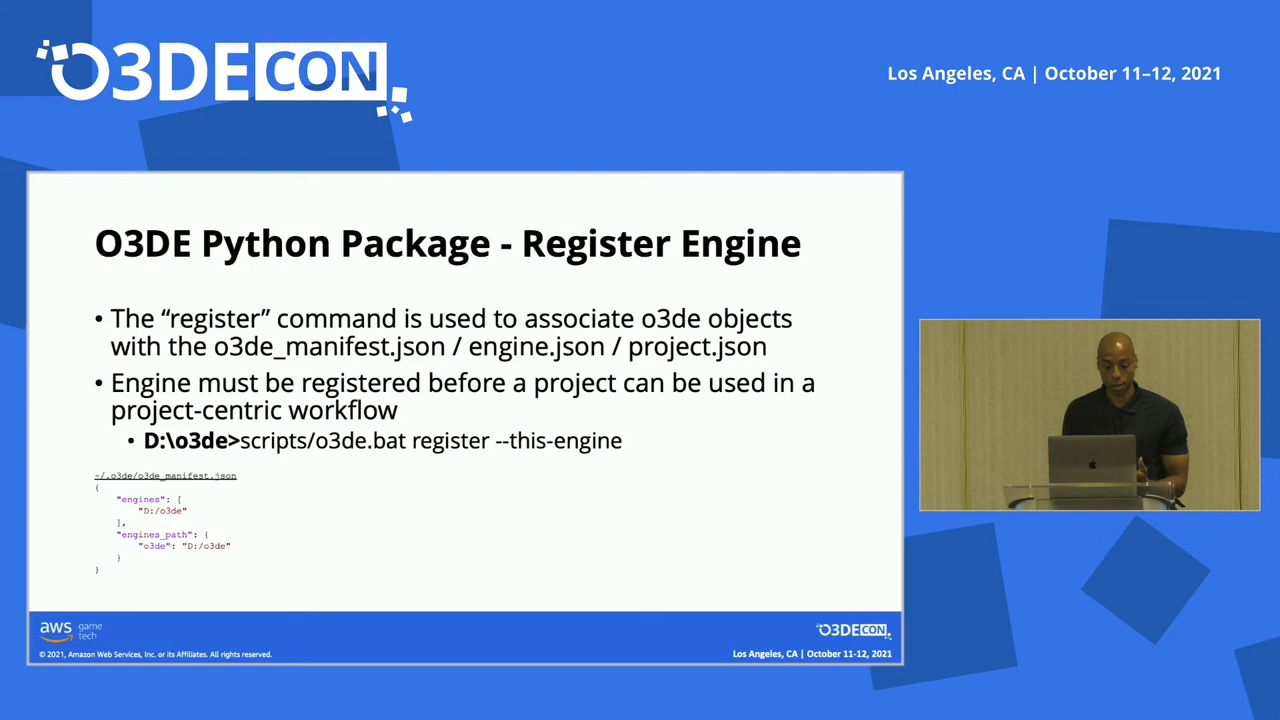 O3DECON
Los Angeles, CA | October 11–12, 2021
O3DE Python Package - Register Engine
• The “register” command is used to associate o3de objects
with the o3de_manifest.json / engine.json / project.json
• Engine must be registered before a project can be used in a
project-centric workflow
• D:\o3de>scripts/o3de.bat register --this-engine
~/.o3de/o3de_manifest.json
{
"engines": [
"D:/o3de"
],
"engines_path": {
"o3de": "D:/o3de"
}
}
aws game
tech
O3DECON
© 2021, Amazon Web Services, Inc. or its Affiliates. All rights reserved.
Los Angeles, CA | October 11-12, 2021